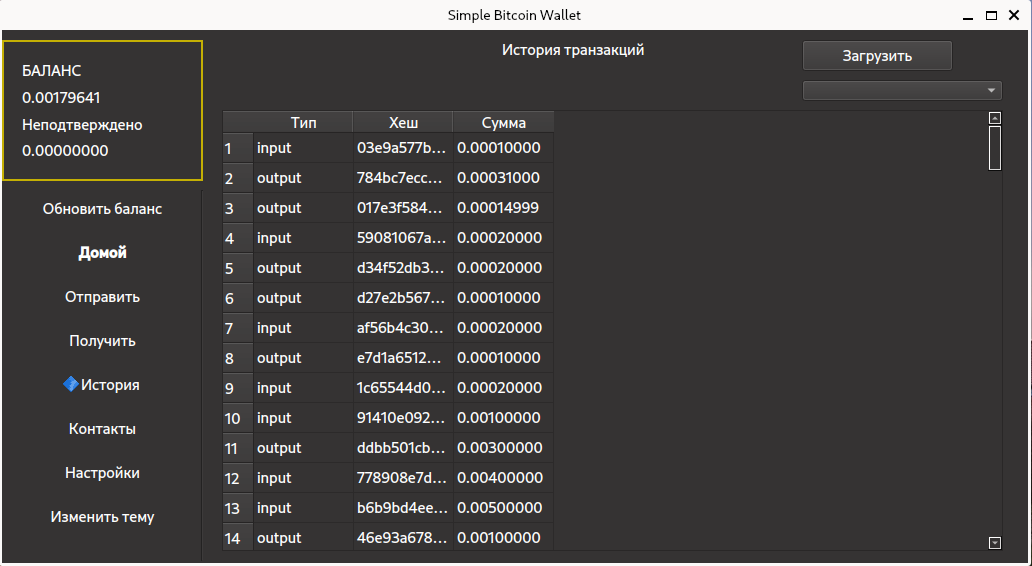 Simple Bitcoin Wallet
БАЛАНС
0.00179641
Неподтверждено
0.00000000
Обновить баланс
Домой
Отправить
Получить
История
Контакты
Настройки
Изменить тему
История транзакций
Загрузить
Тип Хеш Сумма
1 input 03e9a577b... 0.00010000
2 output 784bc7ecc... 0.00031000
3 output 017e3f584... 0.00014999
4 input 59081067a... 0.00020000
5 output d34f52db3... 0.00020000
6 output d27e2b567... 0.00010000
7 input af56b4c30... 0.00020000
8 output e7d1a6512... 0.00010000
9 input 1c65544d0... 0.00020000
10 input 91410e092... 0.00100000
11 output ddbb501cb... 0.00300000
12 input 778908e7d... 0.00400000
13 input b6b9bd4ee... 0.00500000
14 output 46e93a678... 0.00100000